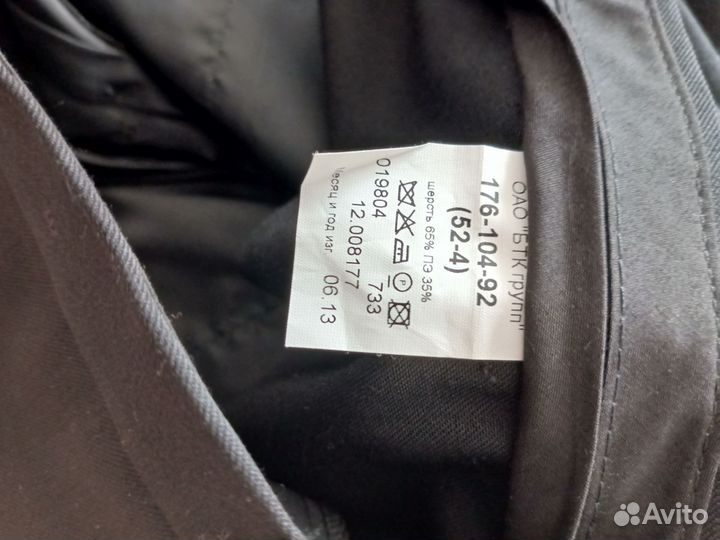 ОАО "БТК групп"
176-104-92
(52-4)
шерсть 65% ПЭ 35%
P
019804 733
12.008177
Месяц и год изг. 06.13
Avito